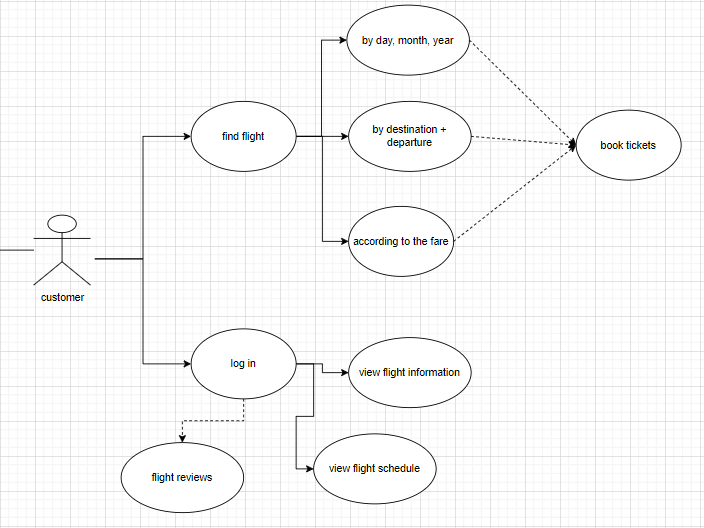 by day, month, year
find flight
by destination +
departure
book tickets
according to the fare
customer
log in
view flight information
view flight schedule
flight reviews